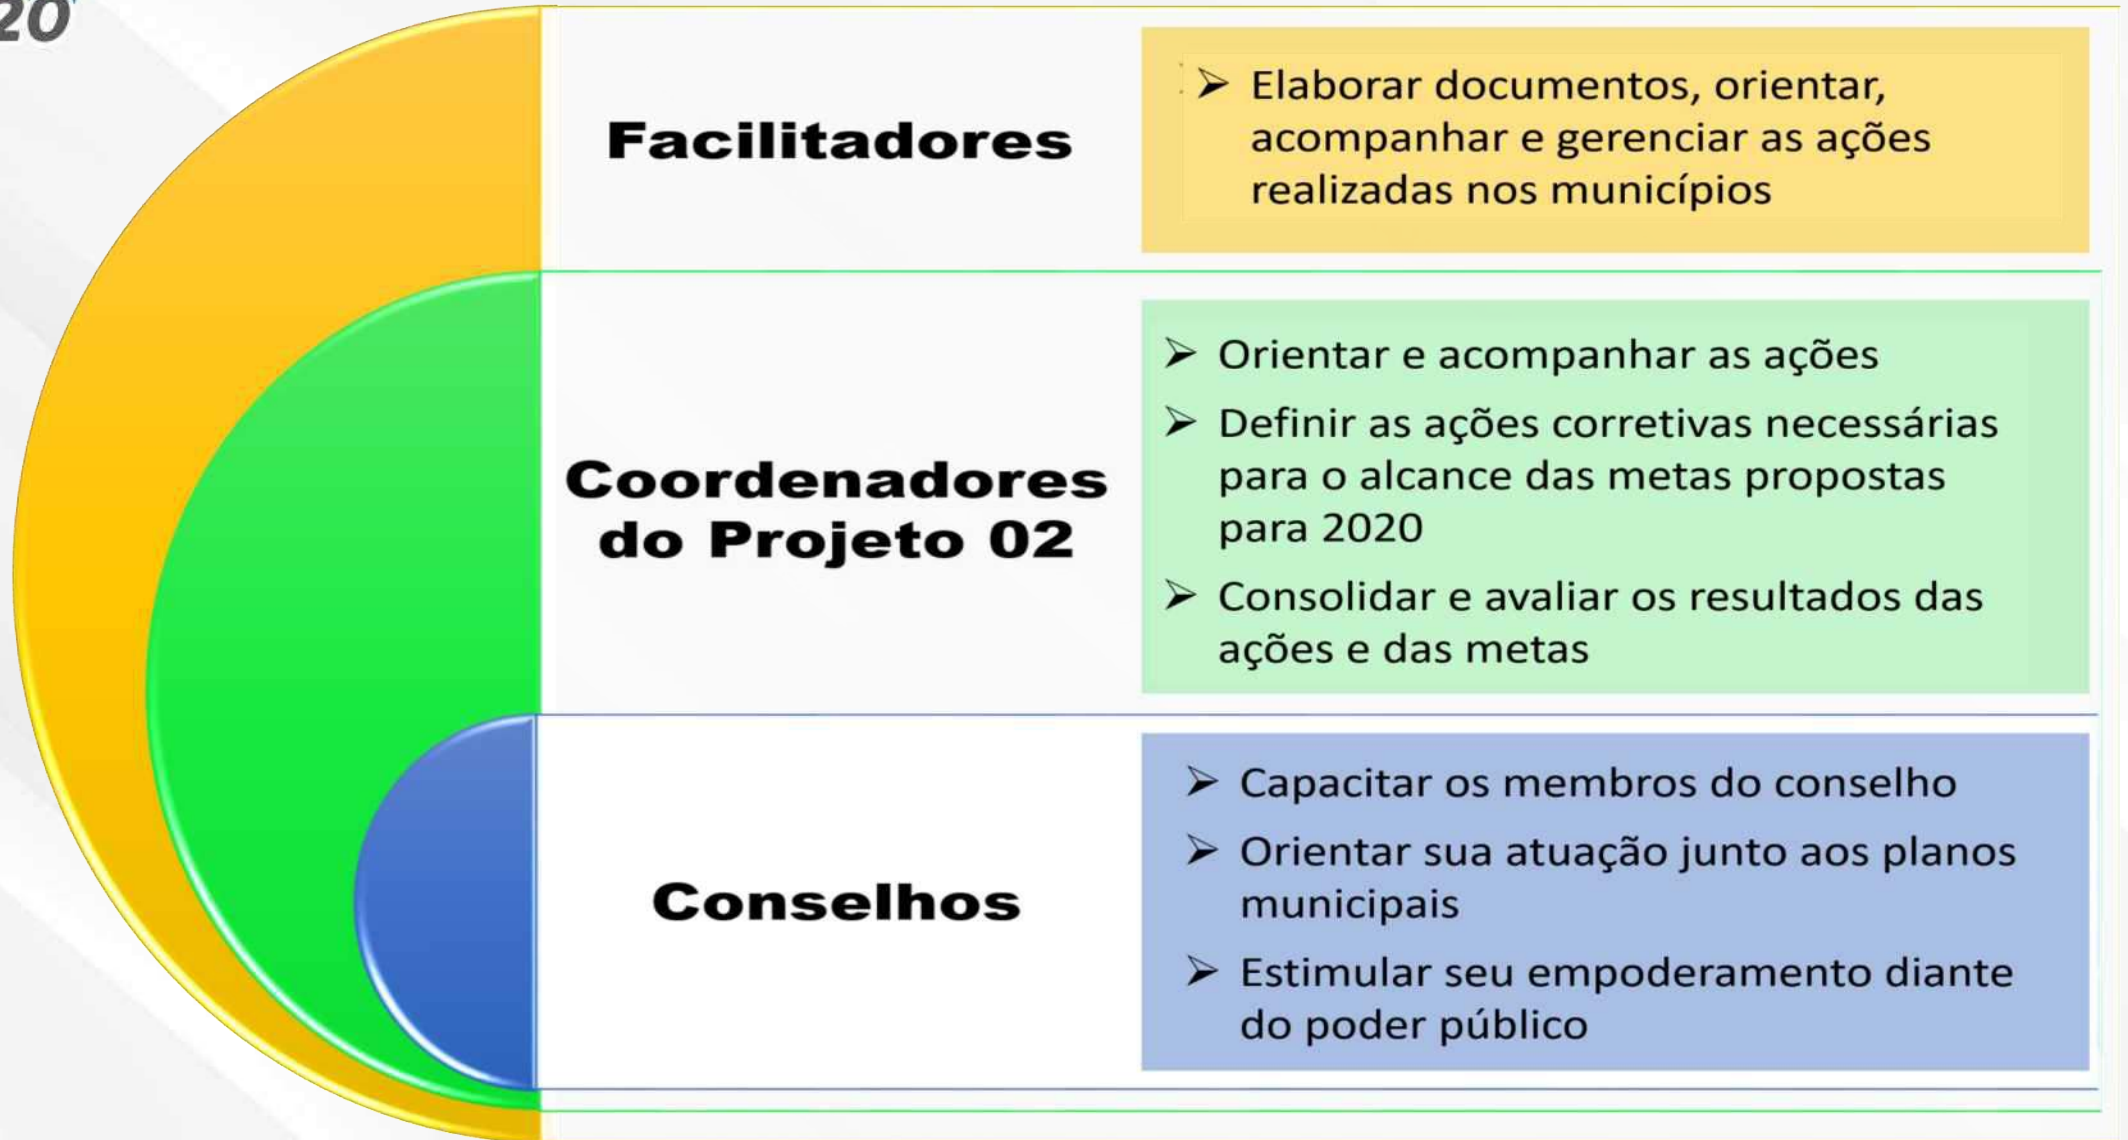 20
Facilitadores
➢ Elaborar documentos, orientar,
acompanhar e gerenciar as ações
realizadas nos municípios
Coordenadores
do Projeto 02
➢ Orientar e acompanhar as ações
➢ Definir as ações corretivas necessárias
para o alcance das metas propostas
para 2020
➢ Consolidar e avaliar os resultados das
ações e das metas
Conselhos
➢ Capacitar os membros do conselho
➢ Orientar sua atuação junto aos planos
municipais
➢ Estimular seu empoderamento diante
do poder público